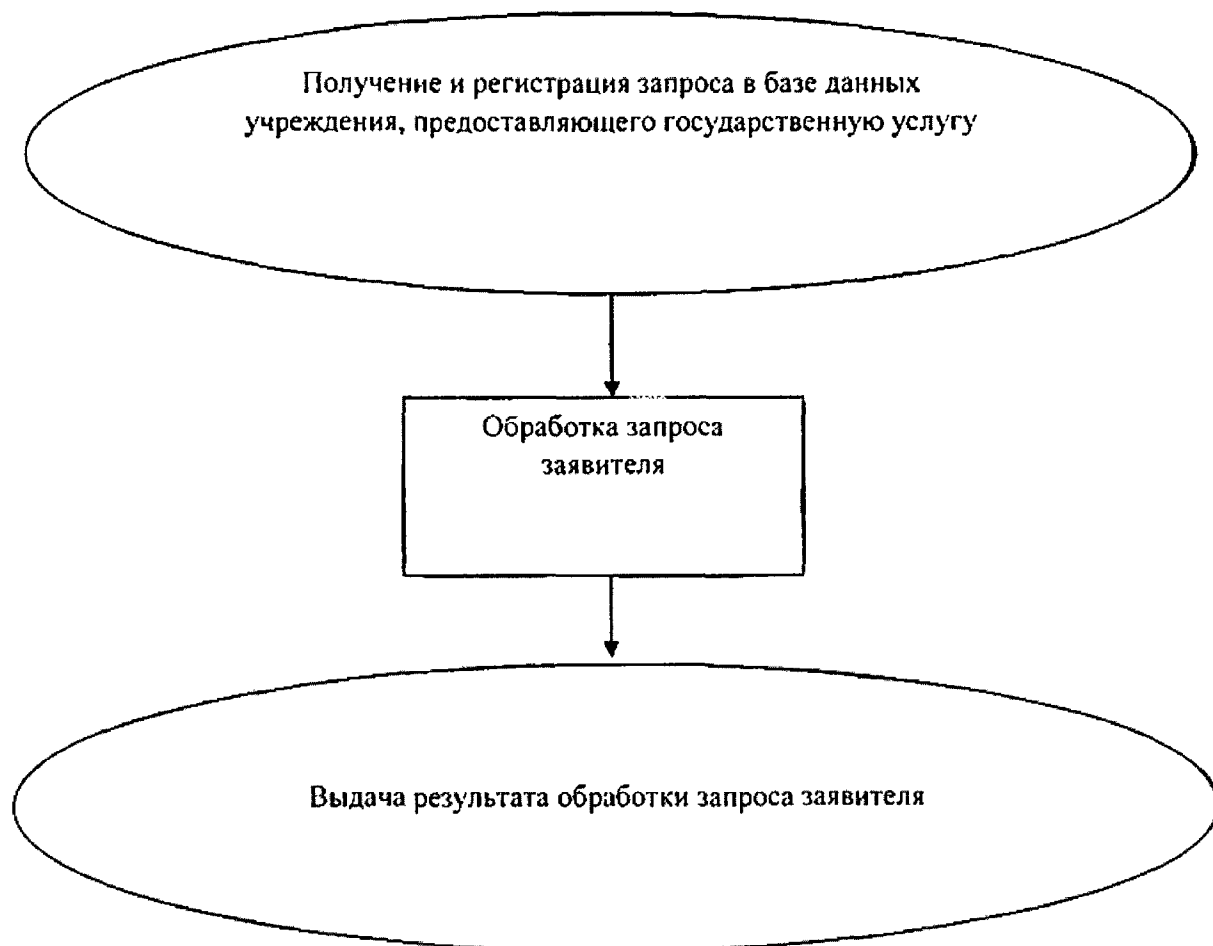 Получение и регистрация запроса в базе данных
учреждения, предоставляющего государственную услугу
Обработка запроса
заявителя
Выдача результата обработки запроса заявителя